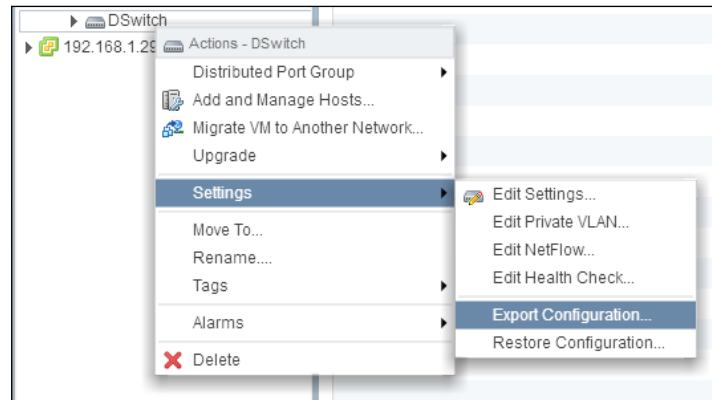 DSwitch
192.168.1.29
Actions - DSwitch
Distributed Port Group
Add and Manage Hosts...
Migrate VM to Another Network...
Upgrade
Settings
Edit Settings...
Edit Private VLAN...
Edit NetFlow...
Edit Health Check...
Export Configuration...
Restore Configuration...
Move To...
Rename....
Tags
Alarms
Delete